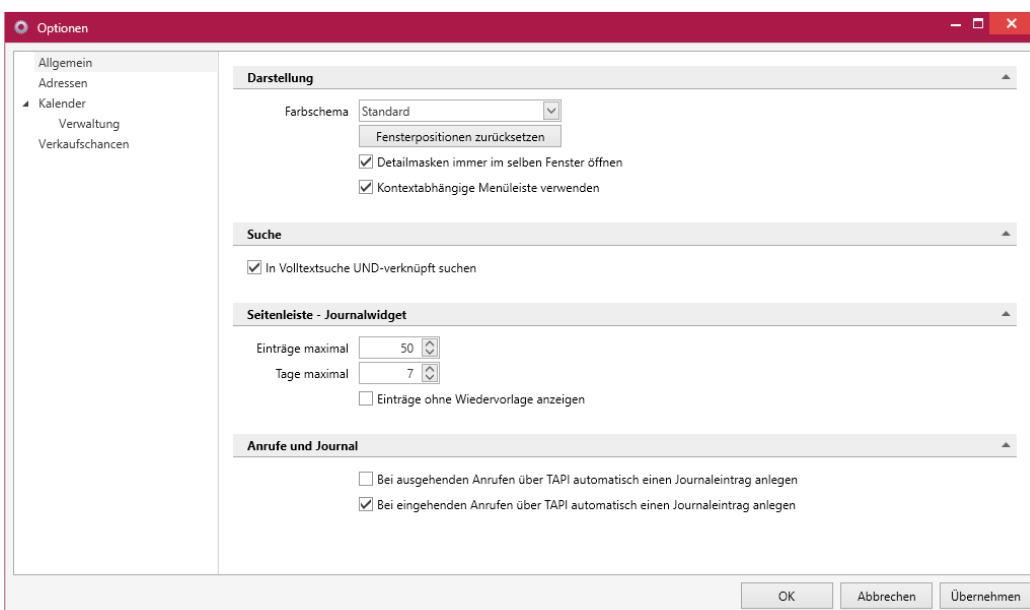 Optionen
Allgemein
Adressen
Kalender
Verwaltung
Verkaufschancen
Darstellung
Farbschema Standard
Fensterpositionen zurücksetzen
Detailmasken immer im selben Fenster öffnen
Kontextabhängige Menüleiste verwenden
Suche
In Volltextsuche UND-verknüpft suchen
Seitenleiste - Journalwidget
Einträge maximal 50
Tage maximal 7
Einträge ohne Wiedervorlage anzeigen
Anrufe und Journal
Bei ausgehenden Anrufen über TAPI automatisch einen Journaleintrag anlegen
Bei eingehenden Anrufen über TAPI automatisch einen Journaleintrag anlegen
OK Abbrechen Übernehmen